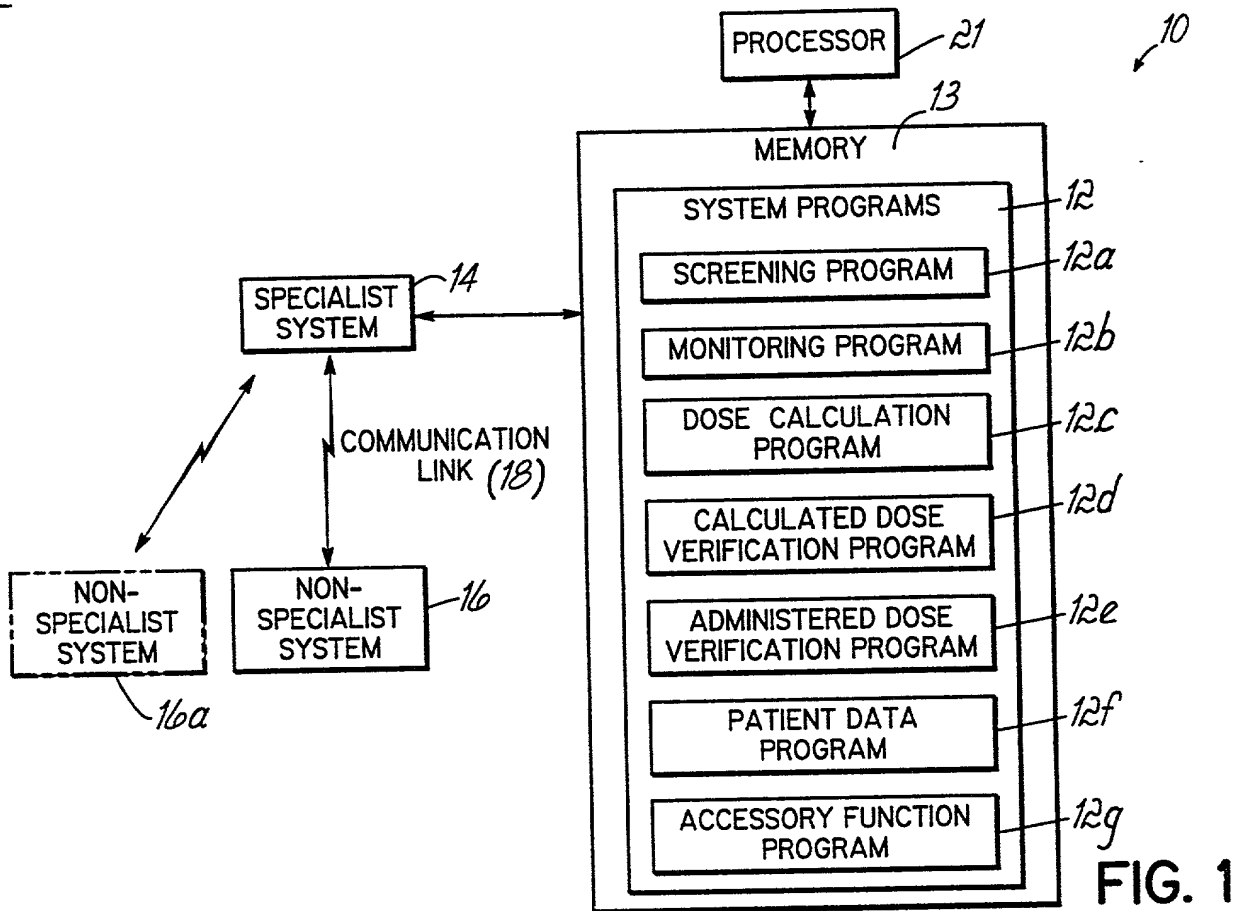 PROCESSOR
21
10
13
MEMORY
SYSTEM PROGRAMS
12
SCREENING PROGRAM
12a
MONITORING PROGRAM
12b
DOSE CALCULATION
PROGRAM
12c
CALCULATED DOSE
VERIFICATION PROGRAM
12d
ADMINISTERED DOSE
VERIFICATION PROGRAM
12e
PATIENT DATA
PROGRAM
12f
ACCESSORY FUNCTION
PROGRAM
12g
SPECIALIST
SYSTEM
14
COMMUNICATION
LINK (18)
NON-
SPECIALIST
SYSTEM
16a
NON-
SPECIALIST
SYSTEM
16
FIG. 1